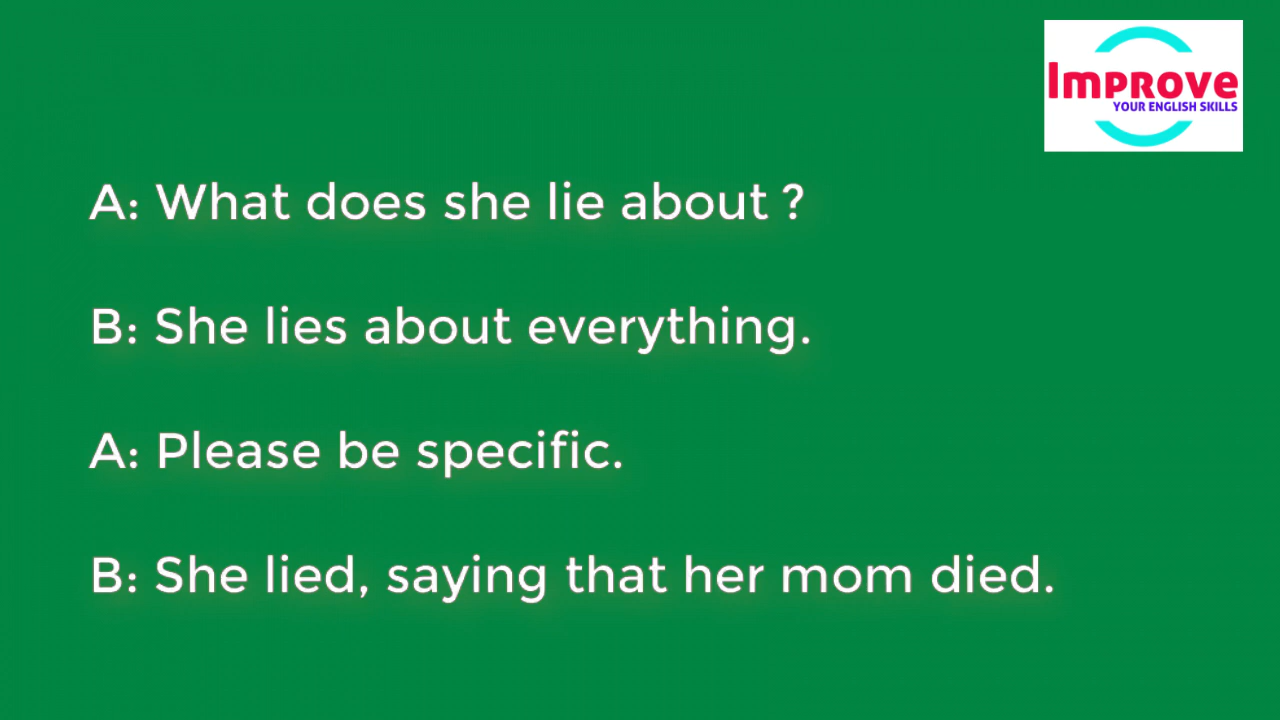 Improve
YOUR ENGLISH SKILLS
A: What does she lie about ?
B: She lies about everything.
A: Please be specific.
B: She lied, saying that her mom died.